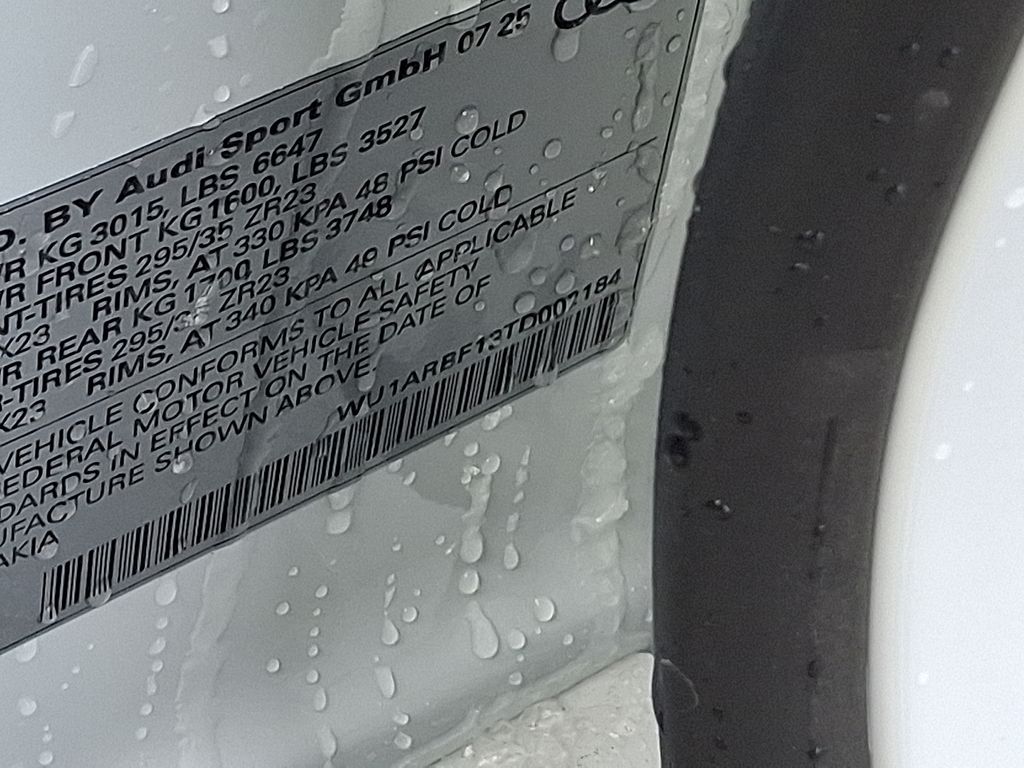 D. BY Audi Sport GmbH 07 25
VR KG 3015, LBS 6647
VR FRONT KG 1600, LBS 3527
NT-TIRES 295/35 ZR23
X23 RIMS, AT 330 KPA 48 PSI COLD
R REAR KG 1700 LBS 3748
R-TIRES 295/35 ZR23
X23 RIMS, AT 340 KPA 49 PSI COLD
VEHICLE CONFORMS TO ALL APPLICABLE
EDERAL MOTOR VEHICLE SAFETY
DARDS IN EFFECT ON THE DATE OF
UFACTURE SHOWN ABOVE.
AKIA
WU1ARBF13TD002184